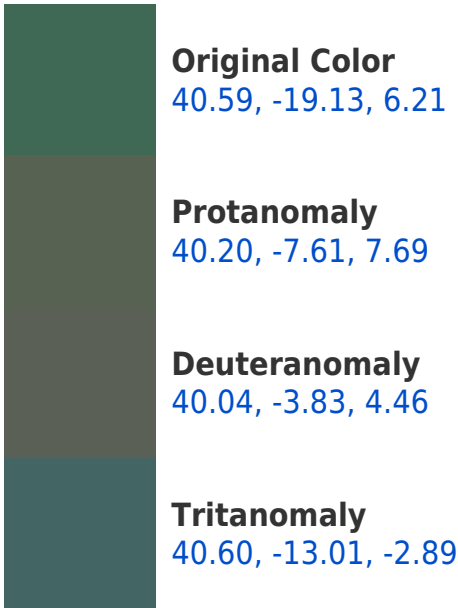 Original Color
40.59, -19.13, 6.21
Protanomaly
40.20, -7.61, 7.69
Deuteranomaly
40.04, -3.83, 4.46
Tritanomaly
40.60, -13.01, -2.89